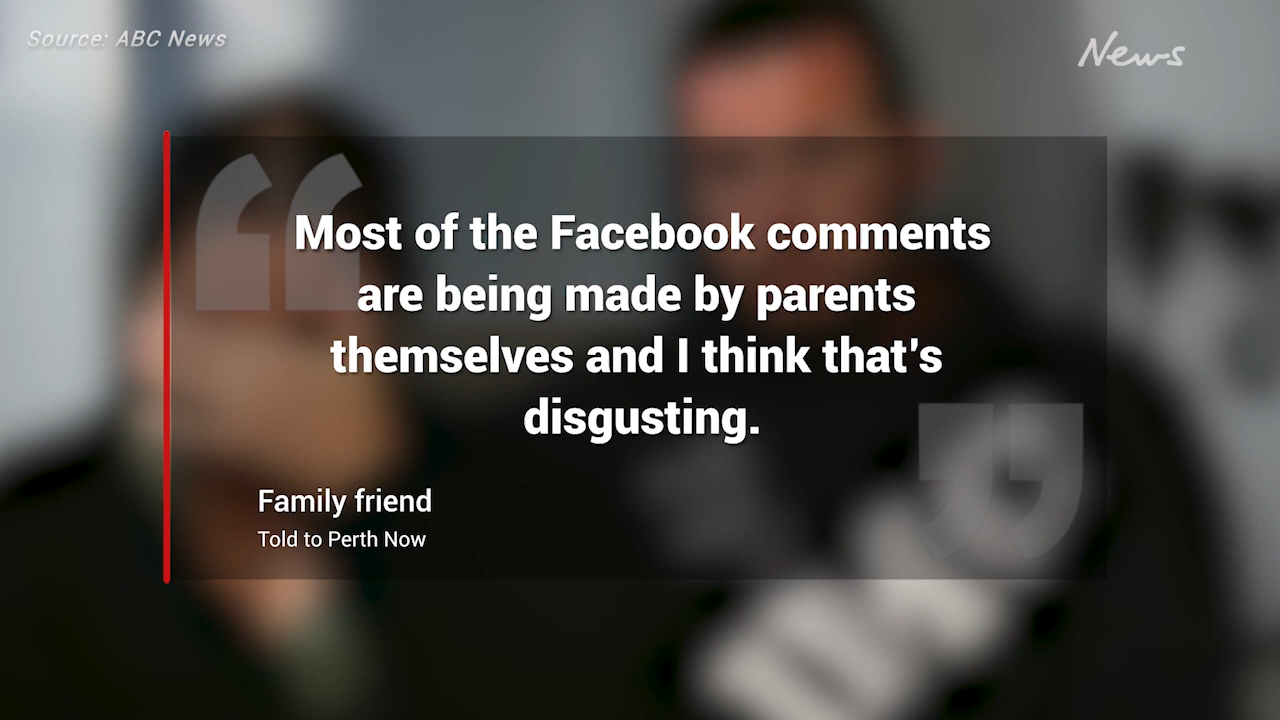 Source: ABC News
News
Most of the Facebook comments
are being made by parents
themselves and I think that's
disgusting.
Family friend
Told to Perth Now